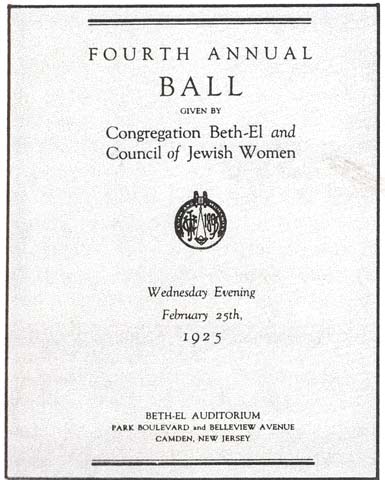 FOURTH ANNUAL
BALL
GIVEN BY
Congregation Beth-El and
Council of Jewish Women
Wednesday Evening
February 25th,
1925
BETH-EL AUDITORIUM
PARK BOULEVARD and BELLEVIEW AVENUE
CAMDEN, NEW JERSEY